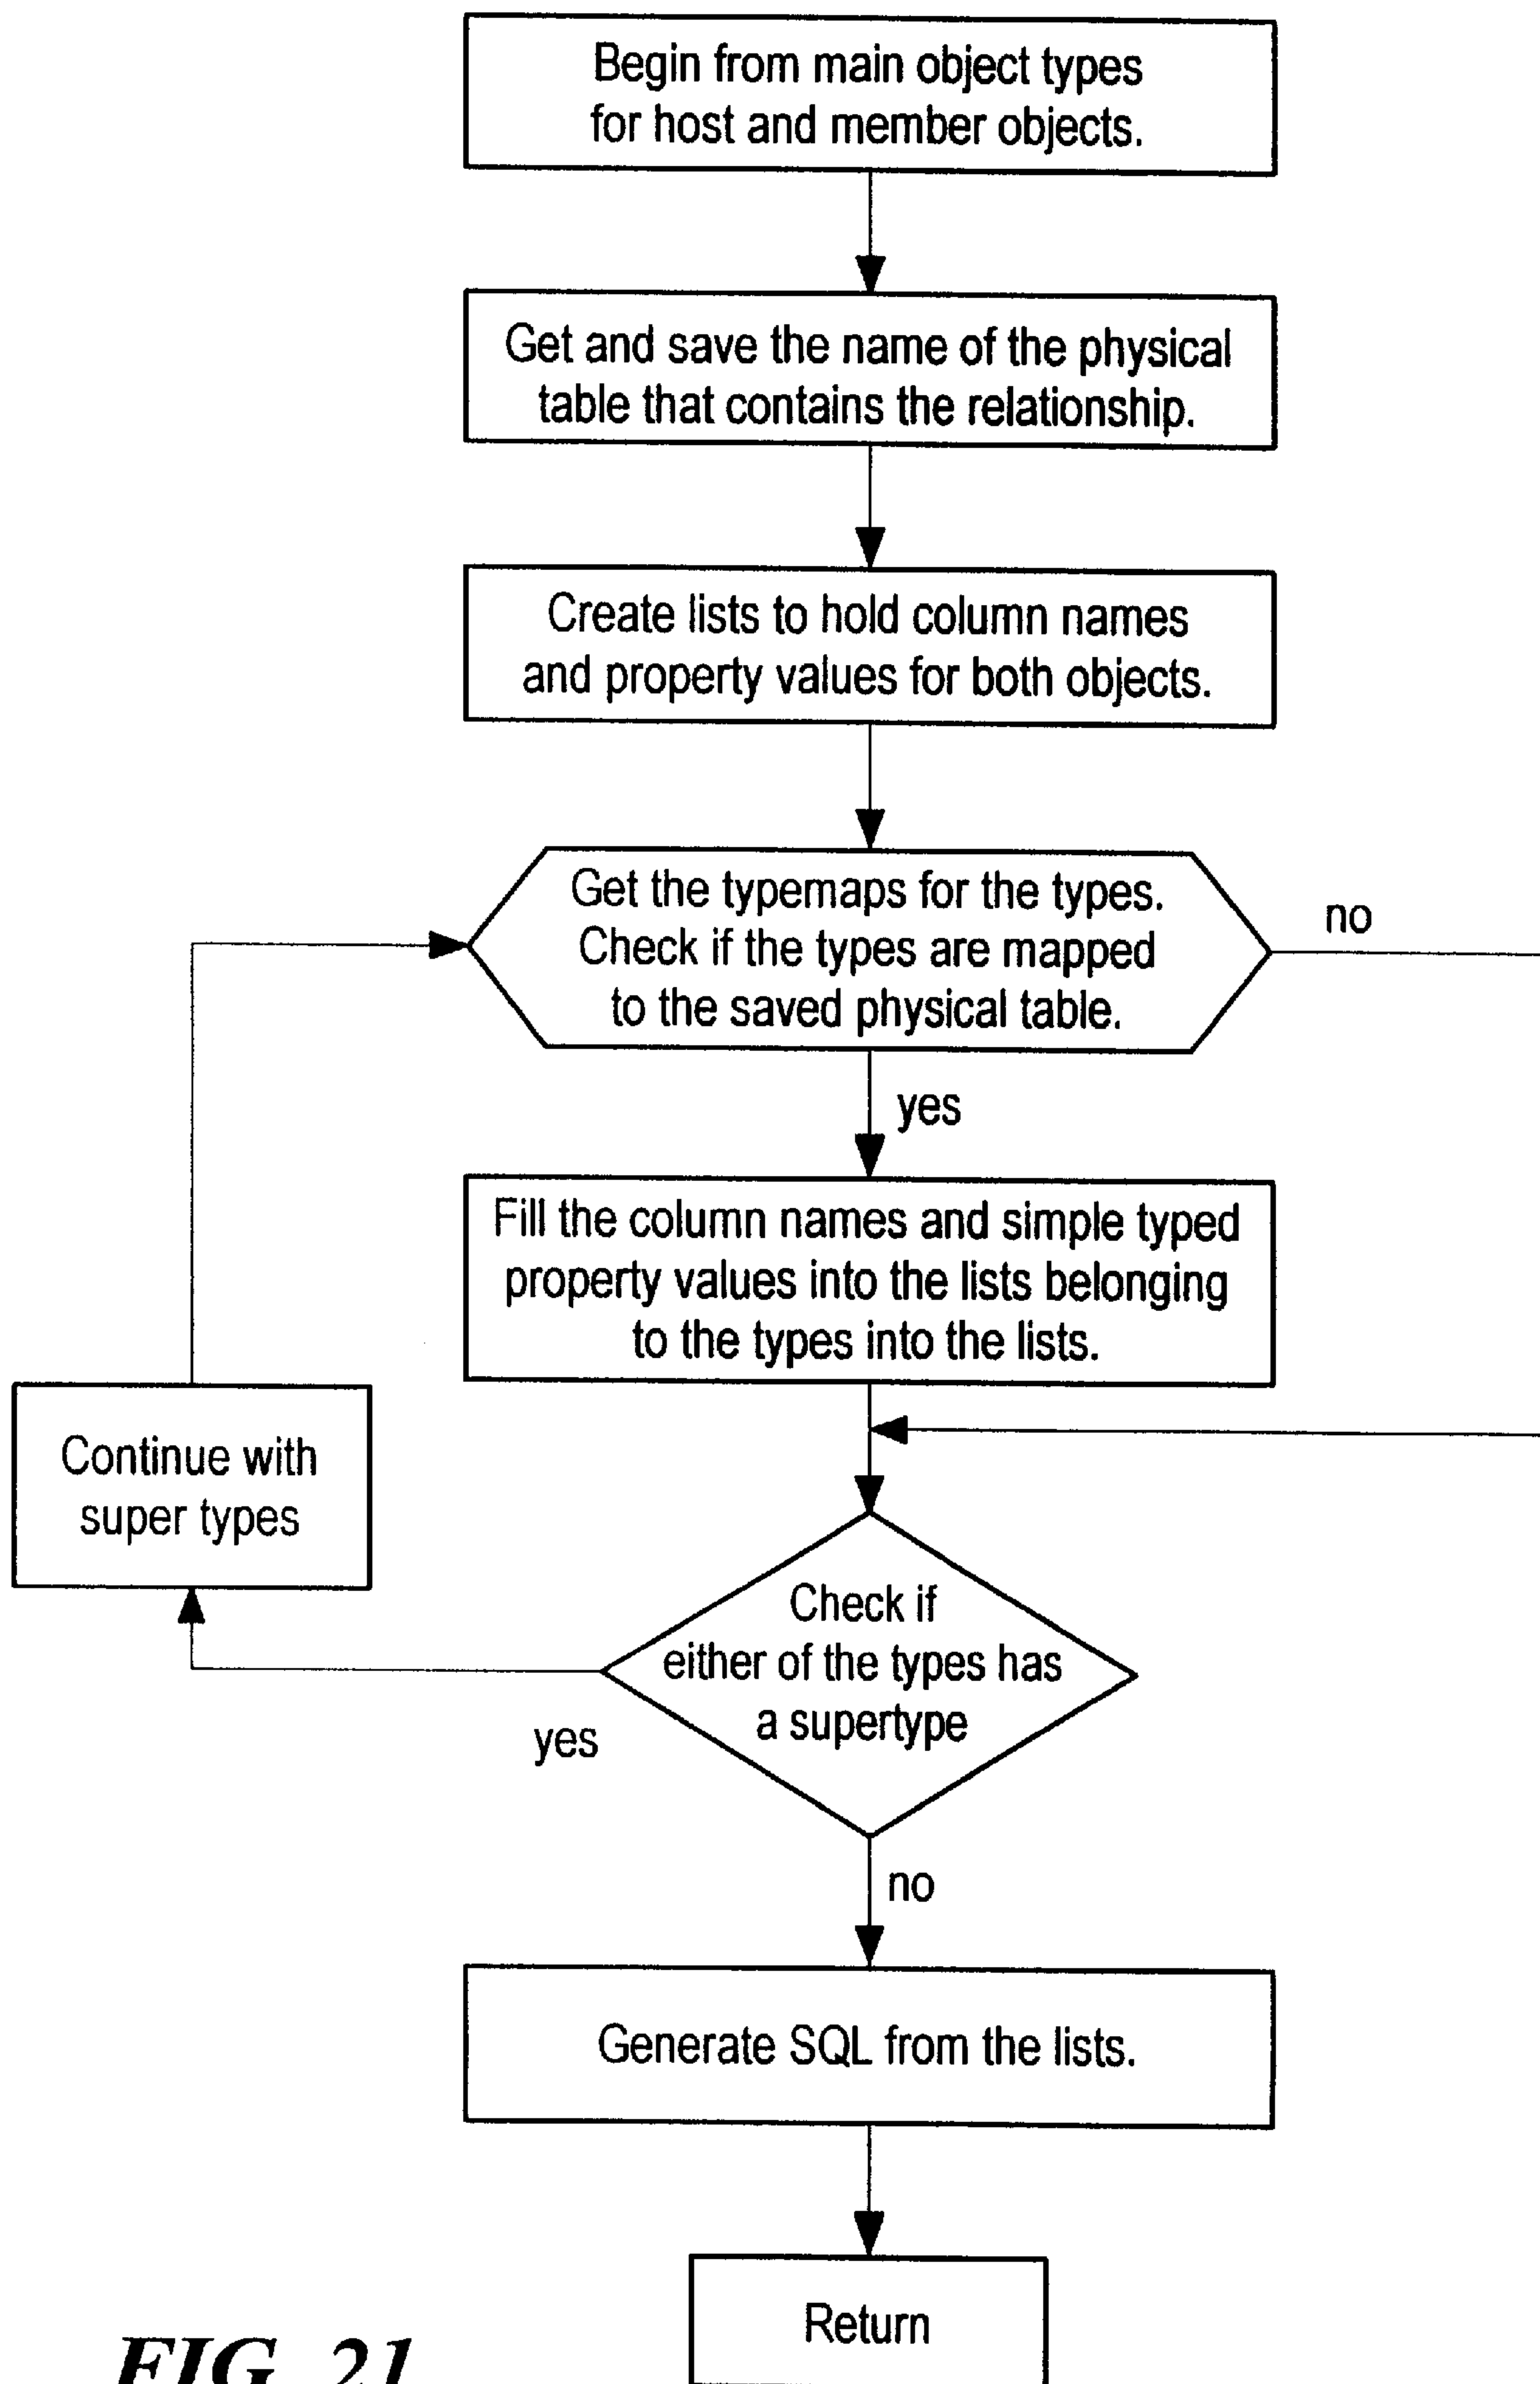 Begin from main object types
for host and member objects.
Get and save the name of the physical
table that contains the relationship.
Create lists to hold column names
and property values for both objects.
Get the typemaps for the types.
Check if the types are mapped
to the saved physical table.
no
yes
Fill the column names and simple typed
property values into the lists belonging
to the types into the lists.
Continue with
super types
Check if
either of the types has
a supertype
yes
no
Generate SQL from the lists.
Return
FIG. 21